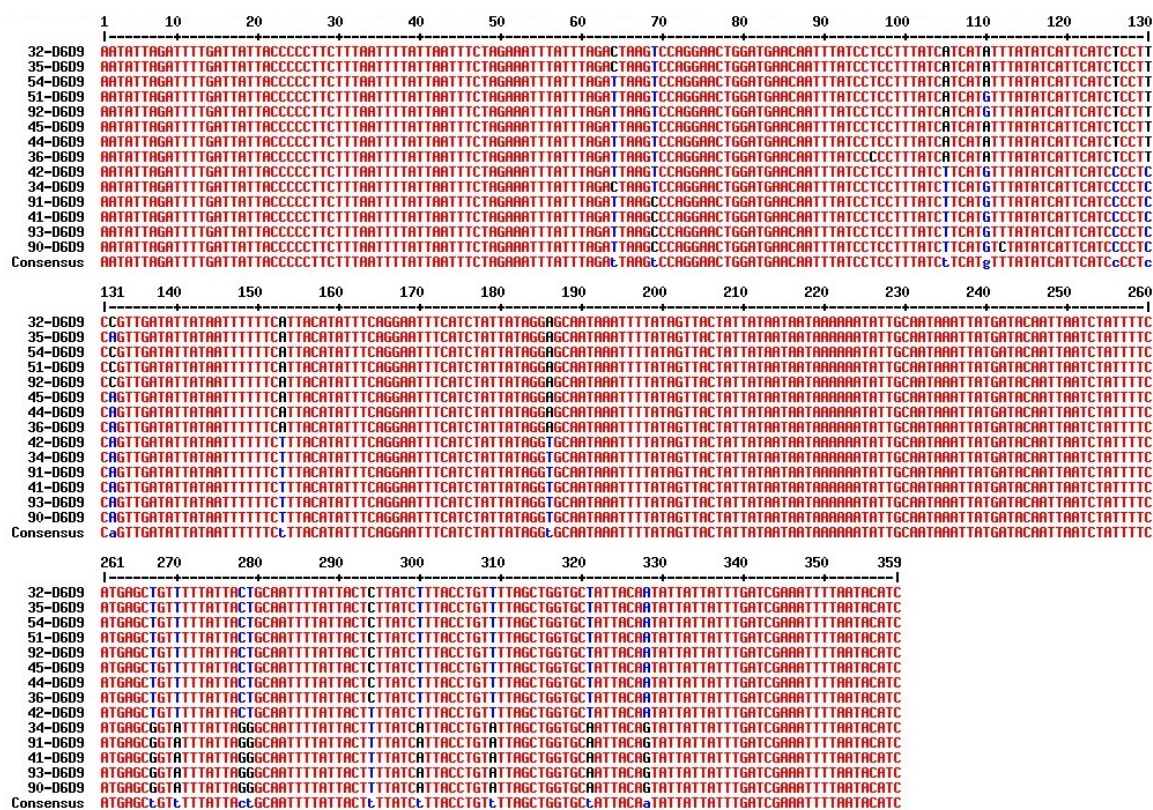 1 10 20 30 40 50 60 70 80 90 100 110 120 130
|--------+---------+---------+---------+---------+---------+---------+---------+---------+---------+---------+---------+---------|
32-D6D9 AATATTAGATTTTGATTATTACCCCCTTCTTTAATTTTATTAATTTCTAGAAATTTATTTAGACTAAGTCCAGGAACTGGATGAACAATTTATCCTCCTTTATCATCATATTTATATCATTCATCTCCTT
35-D6D9 AATATTAGATTTTGATTATTACCCCCTTCTTTAATTTTATTAATTTCTAGAAATTTATTTAGACTAAGTCCAGGAACTGGATGAACAATTTATCCTCCTTTATCATCATATTTATATCATTCATCTCCTT
54-D6D9 AATATTAGATTTTGATTATTACCCCCTTCTTTAATTTTATTAATTTCTAGAAATTTATTTAGATTAAGTCCAGGAACTGGATGAACAATTTATCCTCCTTTATCATCATATTTATATCATTCATCTCCTT
51-D6D9 AATATTAGATTTTGATTATTACCCCCTTCTTTAATTTTATTAATTTCTAGAAATTTATTTAGATTAAGTCCAGGAACTGGATGAACAATTTATCCTCCTTTATCATCATGTTTATATCATTCATCTCCTT
92-D6D9 AATATTAGATTTTGATTATTACCCCCTTCTTTAATTTTATTAATTTCTAGAAATTTATTTAGATTAAGTCCAGGAACTGGATGAACAATTTATCCTCCTTTATCATCATGTTTATATCATTCATCTCCTT
45-D6D9 AATATTAGATTTTGATTATTACCCCCTTCTTTAATTTTATTAATTTCTAGAAATTTATTTAGATTAAGTCCAGGAACTGGATGAACAATTTATCCTCCTTTATCATCATATTTATATCATTCATCTCCTT
44-D6D9 AATATTAGATTTTGATTATTACCCCCTTCTTTAATTTTATTAATTTCTAGAAATTTATTTAGATTAAGTCCAGGAACTGGATGAACAATTTATCCTCCTTTATCATCATATTTATATCATTCATCTCCTT
36-D6D9 AATATTAGATTTTGATTATTACCCCCTTCTTTAATTTTATTAATTTCTAGAAATTTATTTAGATTAAGTCCAGGAACTGGATGAACAATTTATCCCCCTTTATCATCATATTTATATCATTCATCTCCTT
42-D6D9 AATATTAGATTTTGATTATTACCCCCTTCTTTAATTTTATTAATTTCTAGAAATTTATTTAGATTAAGTCCAGGAACTGGATGAACAATTTATCCTCCTTTATCTTCATGTTTATATCATTCATCCCCTC
34-D6D9 AATATTAGATTTTGATTATTACCCCCTTCTTTAATTTTATTAATTTCTAGAAATTTATTTAGACTAAGTCCAGGAACTGGATGAACAATTTATCCTCCTTTATCTTCATGTTTATATCATTCATCCCCTC
91-D6D9 AATATTAGATTTTGATTATTACCCCCTTCTTTAATTTTATTAATTTCTAGAAATTTATTTAGATTAAGCCCAGGAACTGGATGAACAATTTATCCTCCTTTATCTTCATGTTTATATCATTCATCCCCTC
41-D6D9 AATATTAGATTTTGATTATTACCCCCTTCTTTAATTTTATTAATTTCTAGAAATTTATTTAGATTAAGCCCAGGAACTGGATGAACAATTTATCCTCCTTTATCTTCATGTTTATATCATTCATCCCCTC
93-D6D9 AATATTAGATTTTGATTATTACCCCCTTCTTTAATTTTATTAATTTCTAGAAATTTATTTAGATTAAGCCCAGGAACTGGATGAACAATTTATCCTCCTTTATCTTCATGTTTATATCATTCATCCCCTC
90-D6D9 AATATTAGATTTTGATTATTACCCCCTTCTTTAATTTTATTAATTTCTAGAAATTTATTTAGATTAAGCCCAGGAACTGGATGAACAATTTATCCTCCTTTATCTTCATGTCTATATCATTCATCCCCTC
Consensus AATATTAGATTTTGATTATTACCCCCTTCTTTAATTTTATTAATTTCTAGAAATTTATTTAGAtTAAGtCCAGGAACTGGATGAACAATTTATCCTCCTTTATCtTCATgTTTATATCATTCATCcCCTc
131 140 150 160 170 180 190 200 210 220 230 240 250 260
|--------+---------+---------+---------+---------+---------+---------+---------+---------+---------+---------+---------+---------|
32-D6D9 CCGTTGATATTATAATTTTTTCATTACATATTTCAGGAATTTCATCTATTATAGGAGCAATAAATTTTATAGTTACTATTATAATAATAAAAAATATTGCAATAAATTATGATACAATTAATCTATTTTC
35-D6D9 CAGTTGATATTATAATTTTTTCATTACATATTTCAGGAATTTCATCTATTATAGGAGCAATAAATTTTATAGTTACTATTATAATAATAAAAAATATTGCAATAAATTATGATACAATTAATCTATTTTC
54-D6D9 CCGTTGATATTATAATTTTTTCATTACATATTTCAGGAATTTCATCTATTATAGGAGCAATAAATTTTATAGTTACTATTATAATAATAAAAAATATTGCAATAAATTATGATACAATTAATCTATTTTC
51-D6D9 CCGTTGATATTATAATTTTTTCATTACATATTTCAGGAATTTCATCTATTATAGGAGCAATAAATTTTATAGTTACTATTATAATAATAAAAAATATTGCAATAAATTATGATACAATTAATCTATTTTC
92-D6D9 CCGTTGATATTATAATTTTTTCATTACATATTTCAGGAATTTCATCTATTATAGGAGCAATAAATTTTATAGTTACTATTATAATAATAAAAAATATTGCAATAAATTATGATACAATTAATCTATTTTC
45-D6D9 CAGTTGATATTATAATTTTTTCATTACATATTTCAGGAATTTCATCTATTATAGGAGCAATAAATTTTATAGTTACTATTATAATAATAAAAAATATTGCAATAAATTATGATACAATTAATCTATTTTC
44-D6D9 CAGTTGATATTATAATTTTTTCATTACATATTTCAGGAATTTCATCTATTATAGGAGCAATAAATTTTATAGTTACTATTATAATAATAAAAAATATTGCAATAAATTATGATACAATTAATCTATTTTC
36-D6D9 CAGTTGATATTATAATTTTTTCATTACATATTTCAGGAATTTCATCTATTATAGGAGCAATAAATTTTATAGTTACTATTATAATAATAAAAAATATTGCAATAAATTATGATACAATTAATCTATTTTC
42-D6D9 CAGTTGATATTATAATTTTTTCTTTACATATTTCAGGAATTTCATCTATTATAGGTGCAATAAATTTTATAGTTACTATTATAATAATAAAAAATATTGCAATAAATTATGATACAATTAATCTATTTTC
34-D6D9 CAGTTGATATTATAATTTTTTCTTTACATATTTCAGGAATTTCATCTATTATAGGTGCAATAAATTTTATAGTTACTATTATAATAATAAAAAATATTGCAATAAATTATGATACAATTAATCTATTTTC
91-D6D9 CAGTTGATATTATAATTTTTTCTTTACATATTTCAGGAATTTCATCTATTATAGGTGCAATAAATTTTATAGTTACTATTATAATAATAAAAAATATTGCAATAAATTATGATACAATTAATCTATTTTC
41-D6D9 CAGTTGATATTATAATTTTTTCTTTACATATTTCAGGAATTTCATCTATTATAGGTGCAATAAATTTTATAGTTACTATTATAATAATAAAAAATATTGCAATAAATTATGATACAATTAATCTATTTTC
93-D6D9 CAGTTGATATTATAATTTTTTCTTTACATATTTCAGGAATTTCATCTATTATAGGTGCAATAAATTTTATAGTTACTATTATAATAATAAAAAATATTGCAATAAATTATGATACAATTAATCTATTTTC
90-D6D9 CAGTTGATATTATAATTTTTTCTTTACATATTTCAGGAATTTCATCTATTATAGGTGCAATAAATTTTATAGTTACTATTATAATAATAAAAAATATTGCAATAAATTATGATACAATTAATCTATTTTC
Consensus CaGTTGATATTATAATTTTTTCtTTACATATTTCAGGAATTTCATCTATTATAGGtGCAATAAATTTTATAGTTACTATTATAATAATAAAAAATATTGCAATAAATTATGATACAATTAATCTATTTTC
261 270 280 290 300 310 320 330 340 350 359
|--------+---------+---------+---------+---------+---------+---------+---------+---------+--------|
32-D6D9 ATGAGCTGTTTTTATTACTGCAATTTTATTACTCTTATCTTTACCTGTTTTAGCTGGTGCTATTACAATATTATTATTTGATCGAAATTTTAATACATC
35-D6D9 ATGAGCTGTTTTTATTACTGCAATTTTATTACTCTTATCTTTACCTGTTTTAGCTGGTGCTATTACAATATTATTATTTGATCGAAATTTTAATACATC
54-D6D9 ATGAGCTGTTTTTATTACTGCAATTTTATTACTCTTATCTTTACCTGTTTTAGCTGGTGCTATTACAATATTATTATTTGATCGAAATTTTAATACATC
51-D6D9 ATGAGCTGTTTTTATTACTGCAATTTTATTACTCTTATCTTTACCTGTTTTAGCTGGTGCTATTACAATATTATTATTTGATCGAAATTTTAATACATC
92-D6D9 ATGAGCTGTTTTTATTACTGCAATTTTATTACTCTTATCTTTACCTGTTTTAGCTGGTGCTATTACAATATTATTATTTGATCGAAATTTTAATACATC
45-D6D9 ATGAGCTGTTTTTATTACTGCAATTTTATTACTCTTATCTTTACCTGTTTTAGCTGGTGCTATTACAATATTATTATTTGATCGAAATTTTAATACATC
44-D6D9 ATGAGCTGTTTTTATTACTGCAATTTTATTACTCTTATCTTTACCTGTTTTAGCTGGTGCTATTACAATATTATTATTTGATCGAAATTTTAATACATC
36-D6D9 ATGAGCTGTTTTTATTACTGCAATTTTATTACTCTTATCTTTACCTGTTTTAGCTGGTGCTATTACAATATTATTATTTGATCGAAATTTTAATACATC
42-D6D9 ATGAGCTGTTTTTATTACTGCAATTTTATTACTTTTATCTTTACCTGTTTTAGCTGGTGCTATTACAATATTATTATTTGATCGAAATTTTAATACATC
34-D6D9 ATGAGCGGTATTTATTAGGGCAATTTTATTACTTTTATCATTACCTGTATTAGCTGGTGCAATTACAGTATTATTATTTGATCGAAATTTTAATACATC
91-D6D9 ATGAGCGGTATTTATTAGGGCAATTTTATTACTTTTATCATTACCTGTATTAGCTGGTGCAATTACAGTATTATTATTTGATCGAAATTTTAATACATC
41-D6D9 ATGAGCGGTATTTATTAGGGCAATTTTATTACTTTTATCATTACCTGTATTAGCTGGTGCAATTACAGTATTATTATTTGATCGAAATTTTAATACATC
93-D6D9 ATGAGCGGTATTTATTAGGGCAATTTTATTACTTTTATCATTACCTGTATTAGCTGGTGCAATTACAGTATTATTATTTGATCGAAATTTTAATACATC
90-D6D9 ATGAGCGGTATTTATTAGGGCAATTTTATTACTTTTATCATTACCTGTATTAGCTGGTGCAATTACAGTATTATTATTTGATCGAAATTTTAATACATC
Consensus ATGAGCtGTtTTTATTActGCAATTTTATTACTtTTATCtTTACCTGTtTTAGCTGGTGCtATTACAaTATTATTATTTGATCGAAATTTTAATACATC